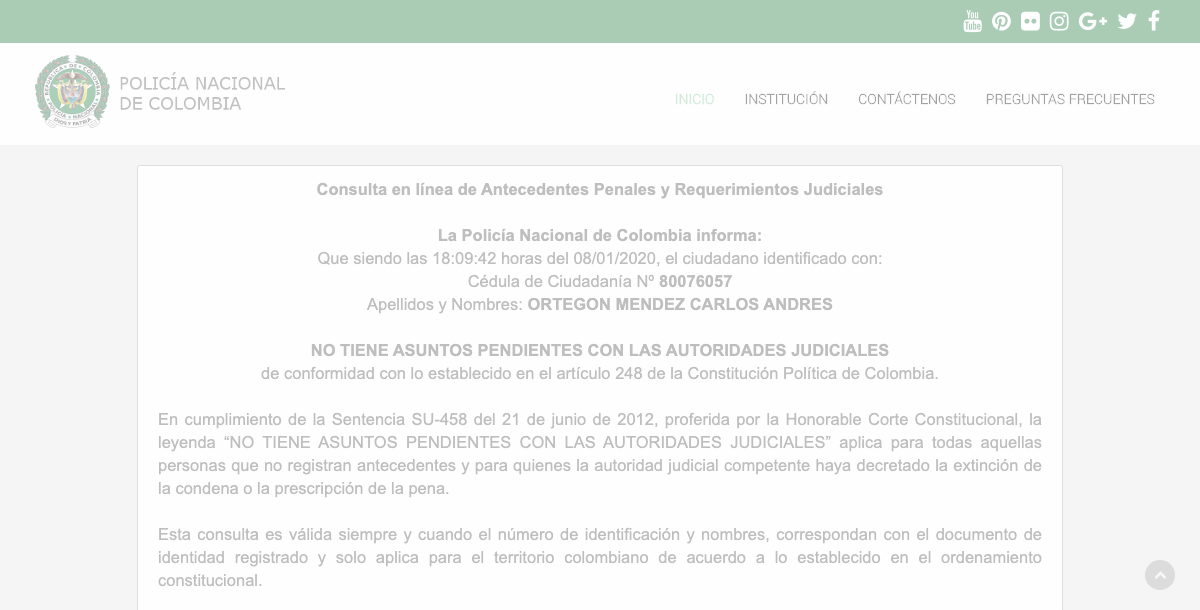 You
Tube
POLICÍA NACIONAL
DE COLOMBIA
INICIO INSTITUCIÓN CONTÁCTENOS PREGUNTAS FRECUENTES
Consulta en línea de Antecedentes Penales y Requerimientos Judiciales
La Policía Nacional de Colombia informa:
Que siendo las 18:09:42 horas del 08/01/2020, el ciudadano identificado con:
Cédula de Ciudadanía Nº 80076057
Apellidos y Nombres: ORTEGON MENDEZ CARLOS ANDRES
NO TIENE ASUNTOS PENDIENTES CON LAS AUTORIDADES JUDICIALES
de conformidad con lo establecido en el artículo 248 de la Constitución Política de Colombia.
En cumplimiento de la Sentencia SU-458 del 21 de junio de 2012, proferida por la Honorable Corte Constitucional, la
leyenda “NO TIENE ASUNTOS PENDIENTES CON LAS AUTORIDADES JUDICIALES” aplica para todas aquellas
personas que no registran antecedentes y para quienes la autoridad judicial competente haya decretado la extinción de
la condena o la prescripción de la pena.
Esta consulta es válida siempre y cuando el número de identificación y nombres, correspondan con el documento de
identidad registrado y solo aplica para el territorio colombiano de acuerdo a lo establecido en el ordenamiento
constitucional.